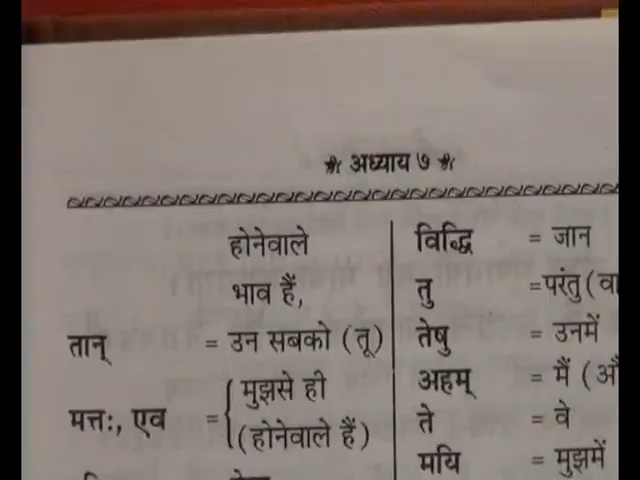 अध्याय ७
होनेवाले
भाव हैं,
तान् = उन सबको (तू)
मत्तः, एव = { मुझसे ही
(होनेवाले हैं)
विद्धि = जान
तु =परंतु (वा
तेषु = उनमें
अहम् = मैं (औ
ते = वे
मयि = मुझमें